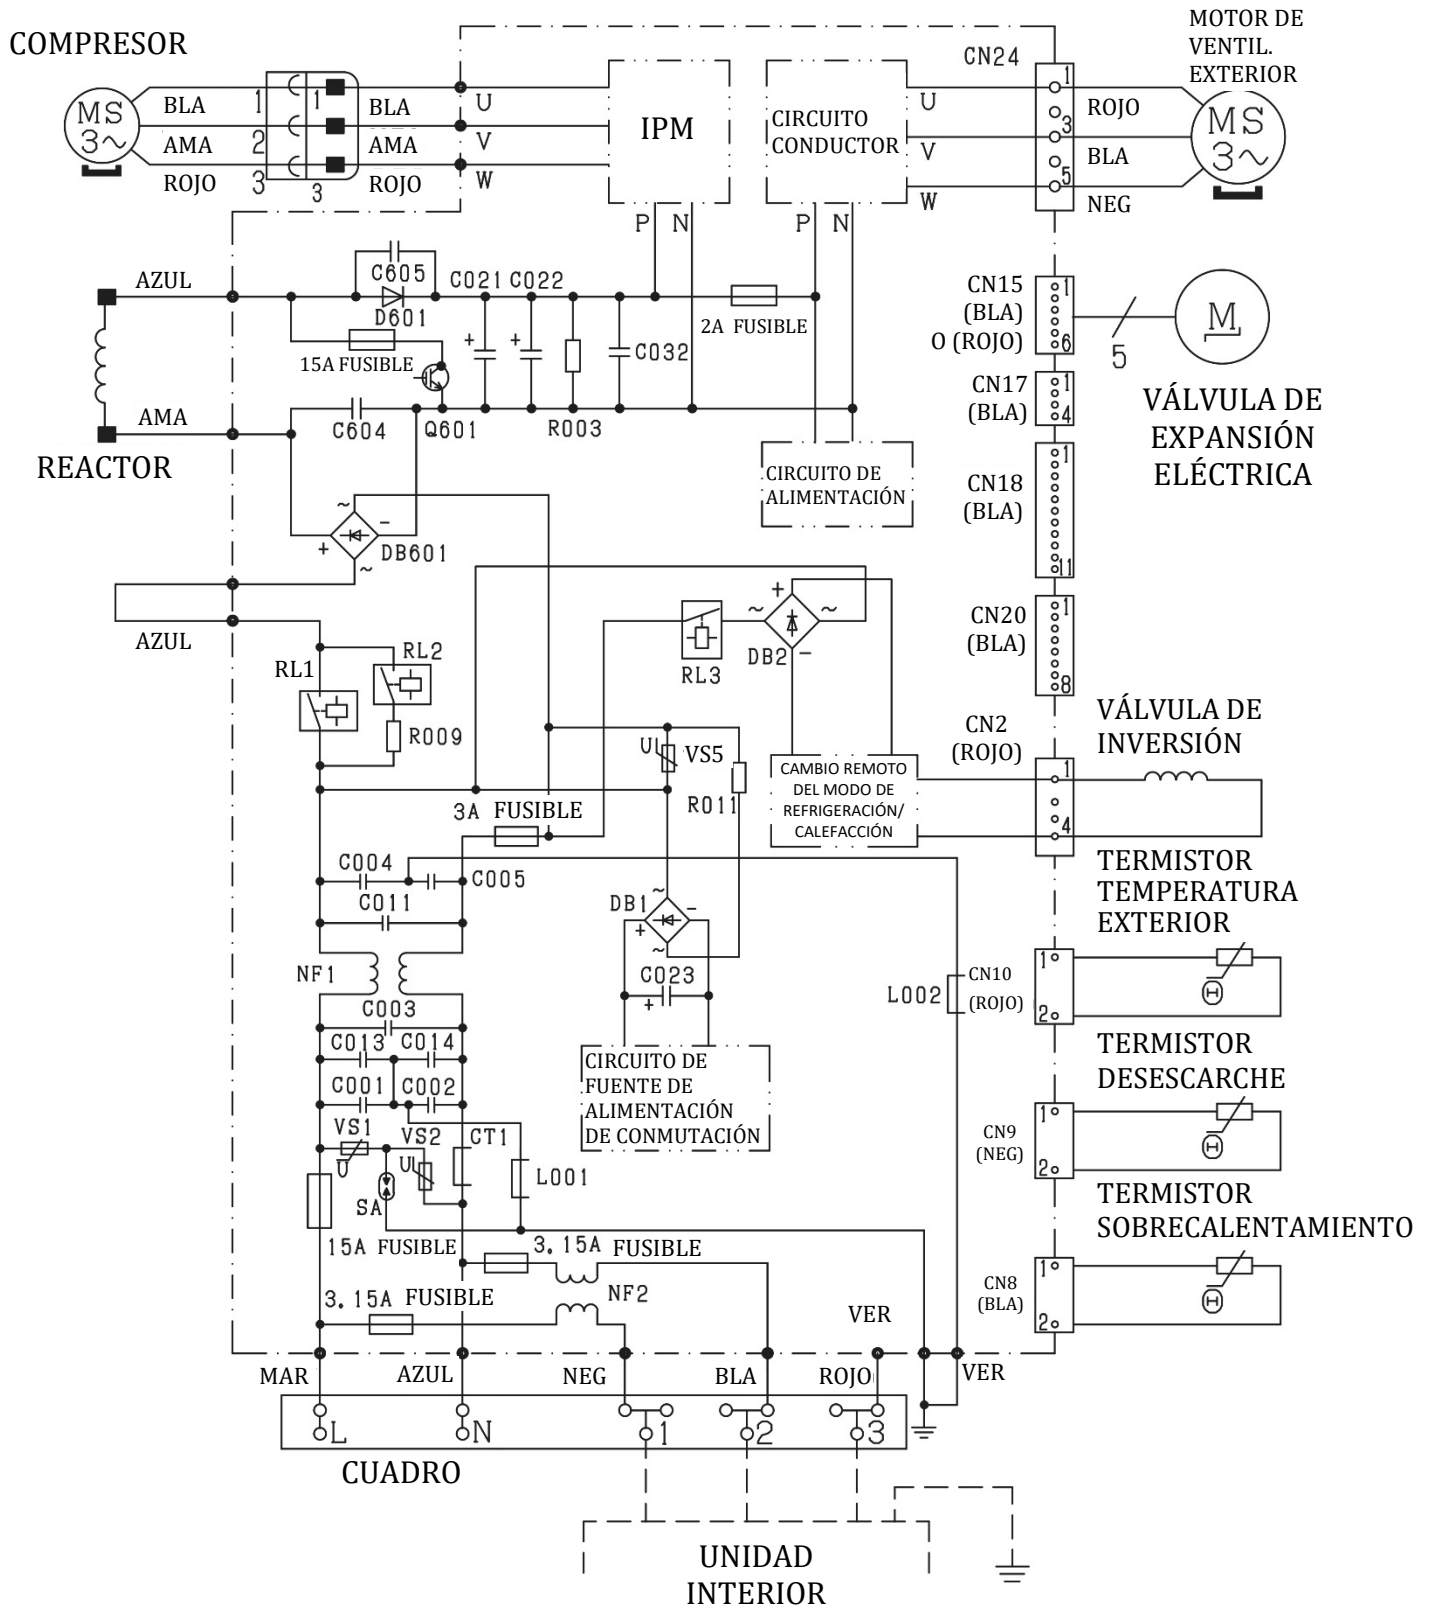 COMPRESOR
MOTOR DE
VENTIL.
EXTERIOR
CN24
MS
3~
BLA
AMA
ROJO
1
2
3
1
3
BLA
AMA
ROJO
U
V
W
IPM
CIRCUITO
CONDUCTOR
U
V
W
1
3
5
ROJO
BLA
NEG
MS
3~
P N
P N
AZUL
C605
D601
C021
C022
15A FUSIBLE
2A FUSIBLE
C032
AMA
C604
Q601
R003
REACTOR
CN15
(BLA)
O (ROJO)
1
6
5
M
VÁLVULA DE
EXPANSIÓN
ELÉCTRICA
CN17
(BLA)
1
4
CIRCUITO DE
ALIMENTACIÓN
CN18
(BLA)
1
11
~
-
+
~
DB601
AZUL
CN20
(BLA)
1
8
RL1
RL2
R009
RL3
+
~
~
-
DB2
CN2
(ROJO)
1
4
VÁLVULA DE
INVERSIÓN
U
VS5
R011
3A FUSIBLE
CAMBIO REMOTO
DEL MODO DE
REFRIGERACIÓN/
CALEFACCIÓN
C004
C005
C011
DB1
~
-
+
~
C023
+
NF1
C003
C013
C014
C001
C002
VS1
U
VS2
U
CT1
SA
L001
L002
CIRCUITO DE
FUENTE DE
ALIMENTACIÓN
DE CONMUTACIÓN
TERMISTOR
TEMPERATURA
EXTERIOR
CN10
(ROJO)
1
2
TERMISTOR
DESESCARCHE
CN9
(NEG)
1
2
TERMISTOR
SOBRECALENTAMIENTO
CN8
(BLA)
1
2
15A FUSIBLE
3.15A FUSIBLE
3.15A FUSIBLE
NF2
VER
MAR
AZUL
NEG
BLA
ROJO
VER
L
N
1
2
3
CUADRO
UNIDAD
INTERIOR